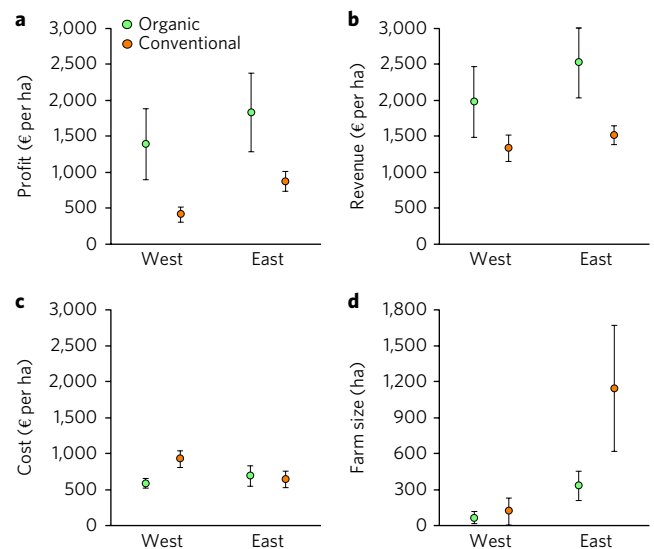 a
Organic
Conventional
Profit (€ per ha)
3,000
2,500
2,000
1,500
1,000
500
0
West
East
b
Revenue (€ per ha)
3,000
2,500
2,000
1,500
1,000
500
0
West
East
c
Cost (€ per ha)
3,000
2,500
2,000
1,500
1,000
500
0
West
East
d
Farm size (ha)
1,800
1,500
1,200
900
600
300
0
West
East